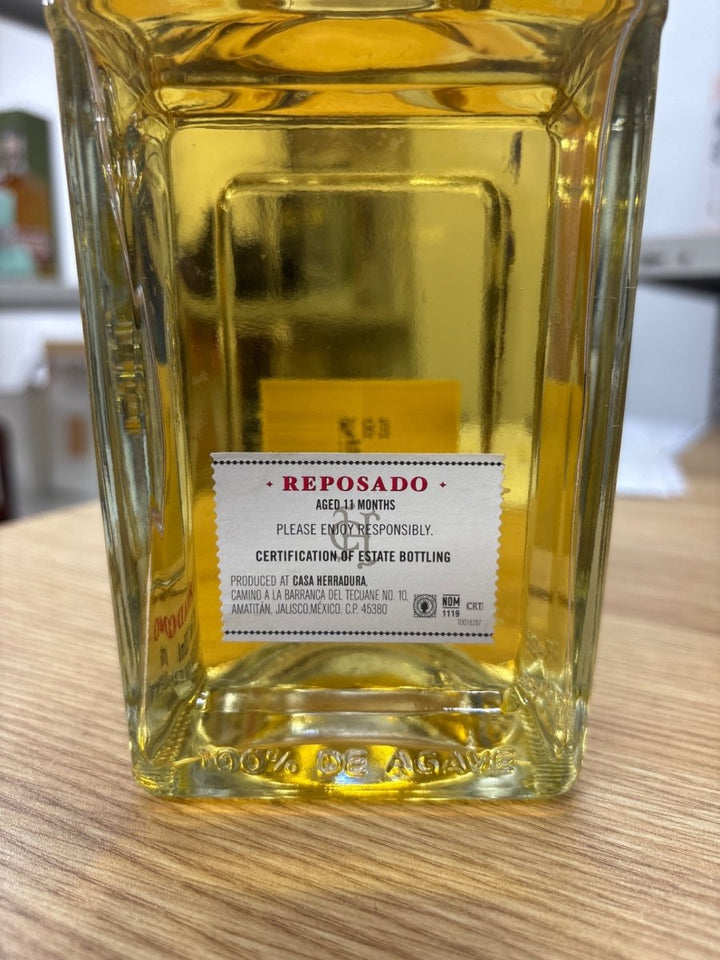 REPOSADO
AGED 11 MONTHS
PLEASE ENJOY RESPONSIBLY.
CERTIFICATION OF ESTATE BOTTLING
PRODUCED AT CASA HERRADURA,
CAMINO A LA BARRANCA DEL TECUANE NO. 10,
AMATITÁN, JALISCO,MÉXICO. C.P. 45380
NOM
1119
CRT
100% DE AGAVE